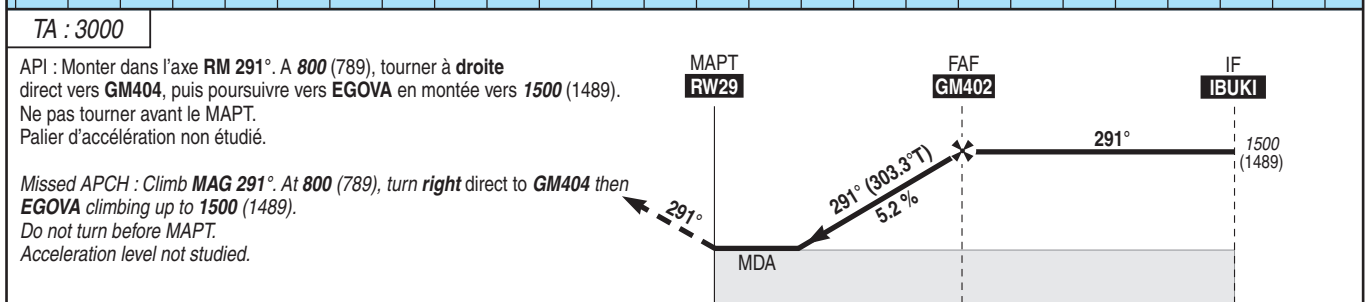 TA : 3000
API : Monter dans l'axe RM 291°. A 800 (789), tourner à droite
direct vers GM404, puis poursuivre vers EGOVA en montée vers 1500 (1489).
Ne pas tourner avant le MAPT.
Palier d'accélération non étudié.
Missed APCH : Climb MAG 291°. At 800 (789), turn right direct to GM404 then
EGOVA climbing up to 1500 (1489).
Do not turn before MAPT.
Acceleration level not studied.
MAPT
RW29
FAF
GM402
IF
IBUKI
291°
1500
(1489)
291° (303.3°T)
5.2 %
291°
MDA